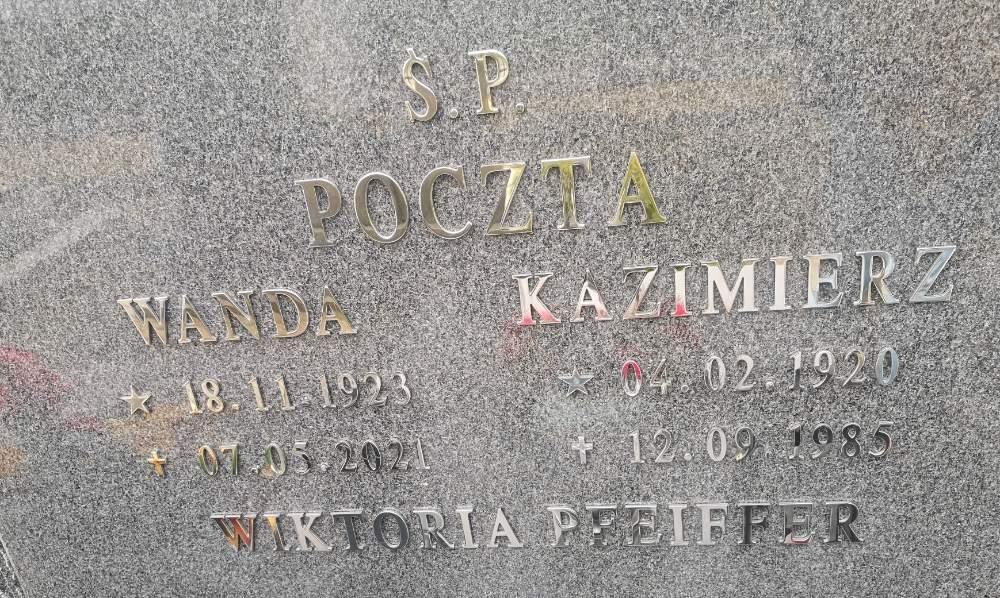 Ś.P.
POCZTA
WANDA KAZIMIERZ
★ 18.11.1923 ★ 04.02.1920
✝ 07.05.2021 ✝ 12.09.1985
WIKTORIA PFEIFFER